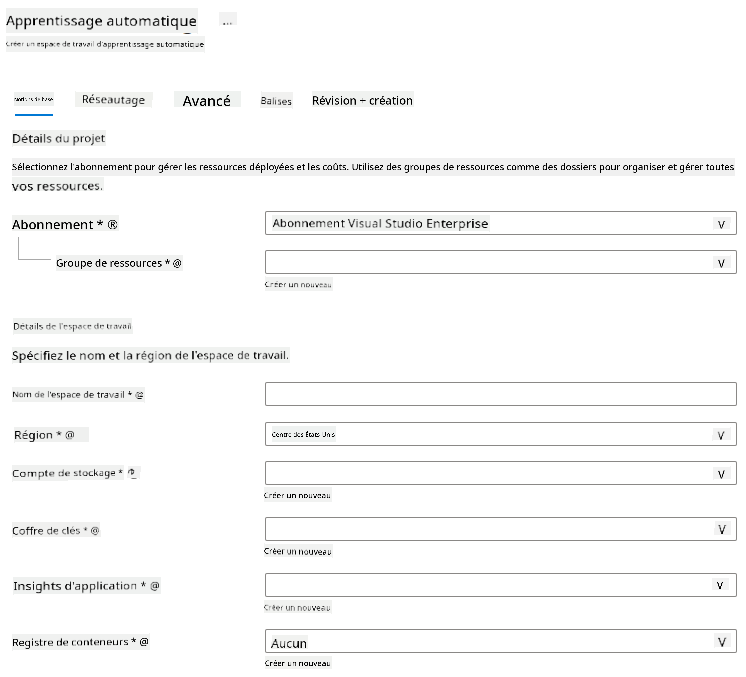 Apprentissage automatique ...
Créer un espace de travail d'apprentissage automatique
Notions de base Réseautage Avancé Balises Révision + création
Détails du projet
Sélectionnez l'abonnement pour gérer les ressources déployées et les coûts. Utilisez des groupes de ressources comme des dossiers pour organiser et gérer toutes
vos ressources.
Abonnement * ® Abonnement Visual Studio Enterprise V
Groupe de ressources * @ V
Créer un nouveau
Détails de l'espace de travail
Spécifiez le nom et la région de l'espace de travail.
Nom de l'espace de travail * @
Région * @ Centre des États Unis V
Compte de stockage * V
Créer un nouveau
Coffre de clés * @ V
Créer un nouveau
Insights d'application * @ V
Créer un nouveau
Registre de conteneurs * @ Aucun V
Créer un nouveau